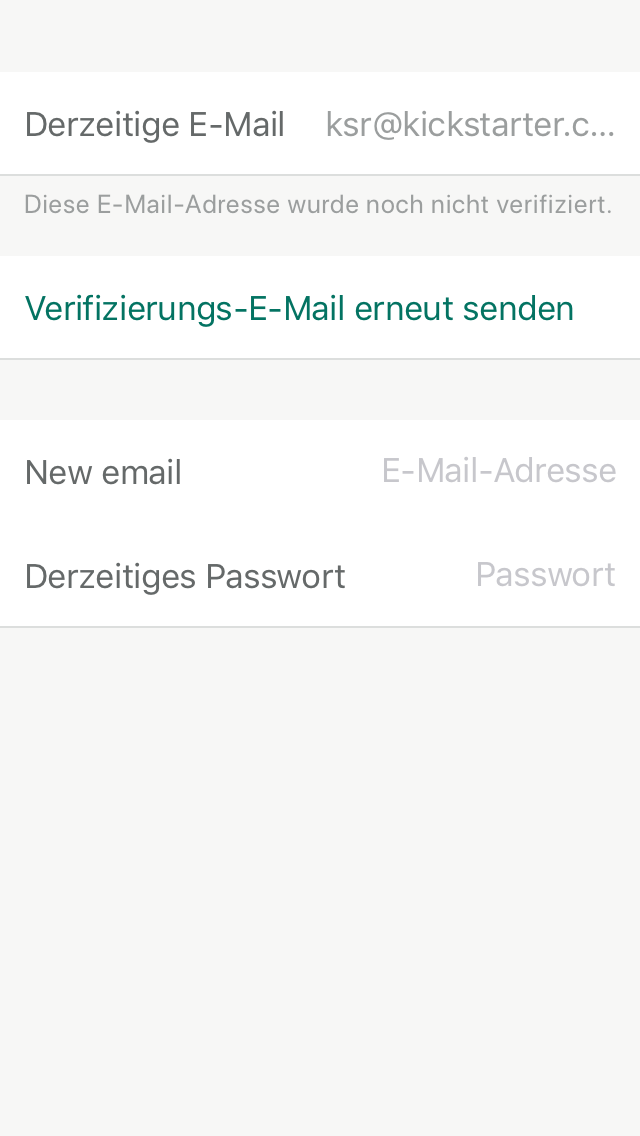 Derzeitige E-Mail ksr@kickstarter.c...
Diese E-Mail-Adresse wurde noch nicht verifiziert.
Verifizierungs-E-Mail erneut senden
New email E-Mail-Adresse
Derzeitiges Passwort Passwort